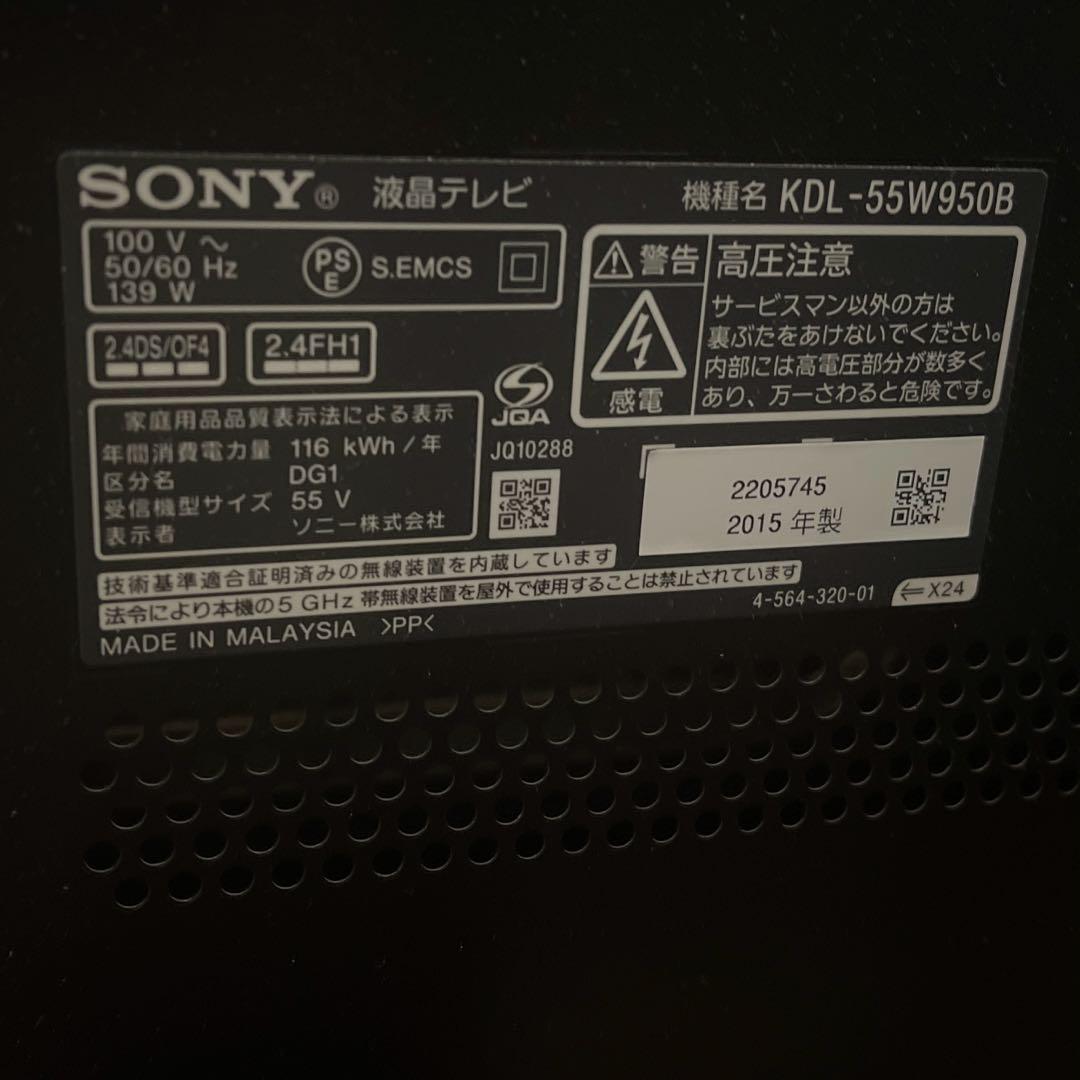 SONY® 液晶テレビ
機種名 KDL-55W950B
100 V ～
50/60 Hz
139 W
PS
E
S.EMCS
2.4DS/OF4
2.4FH1
警告
高圧注意
感電
サービスマン以外の方は
裏ぶたをあけないでください。
内部には高電圧部分が数多く
あり、万一さわると危険です。
家庭用品品質表示法による表示
年間消費電力量 116 kWh/年
区分名 DG1
受信機型サイズ 55 V
表示者 ソニー株式会社
JQA
JQ10288
2205745
2015 年製
技術基準適合証明済みの無線装置を内蔵しています
法令により本機の5 GHz 帯無線装置を屋外で使用することは禁止されています
MADE IN MALAYSIA >PP<
4-564-320-01
⇐X24